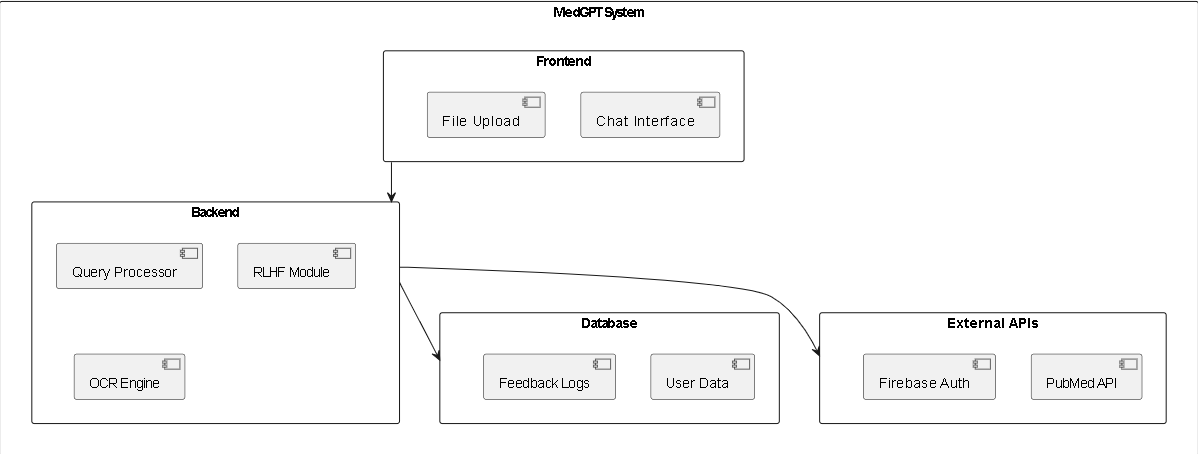 MedGPT System
Frontend
File Upload
Chat Interface
Backend
Query Processor
RLHF Module
OCR Engine
Database
Feedback Logs
User Data
External APIs
Firebase Auth
PubMed API